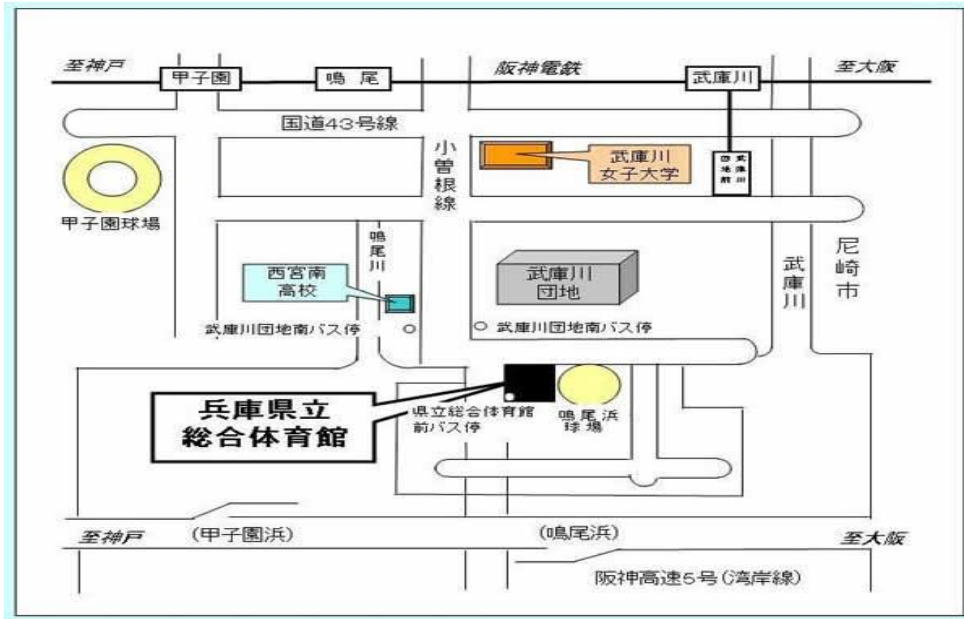 至神戸
甲子園
鳴尾
阪神電鉄
武庫川
至大阪
国道43号線
小曽根線
武庫川
女子大学
武庫川
団地前
甲子園球場
鳴尾川
西宮南
高校
武庫川
団地
武庫川
尼崎市
武庫川団地南バス停
武庫川団地南バス停
兵庫県立
総合体育館
県立総合体育館
前バス停
鳴尾浜
球場
至神戸
(甲子園浜)
(鳴尾浜)
至大阪
阪神高速5号(湾岸線)